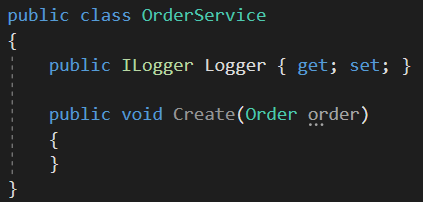 public class OrderService
{
    public ILogger Logger { get; set; }

    public void Create(Order order)
    {
    }
}